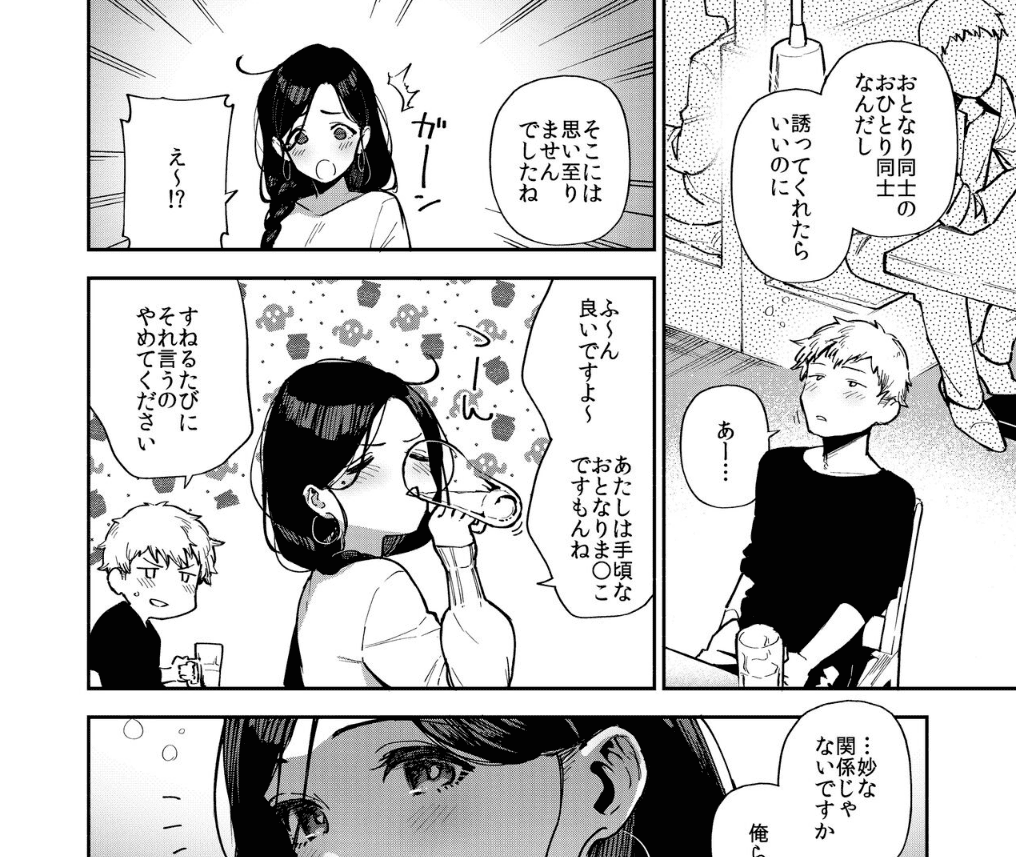 おとなり同士の
おひとり同士
なんだし
誘ってくれたら
いいのに
あー…
そこには
思い至り
ません
でしたね
ガーン
え〜!?
ふ〜ん
良いですよ〜
あたしは手頃な
おとなりま○こ
ですもんね
つーん
すねるたびに
それ言うの
やめてください
…妙な
関係じゃ
ないですか
俺ら